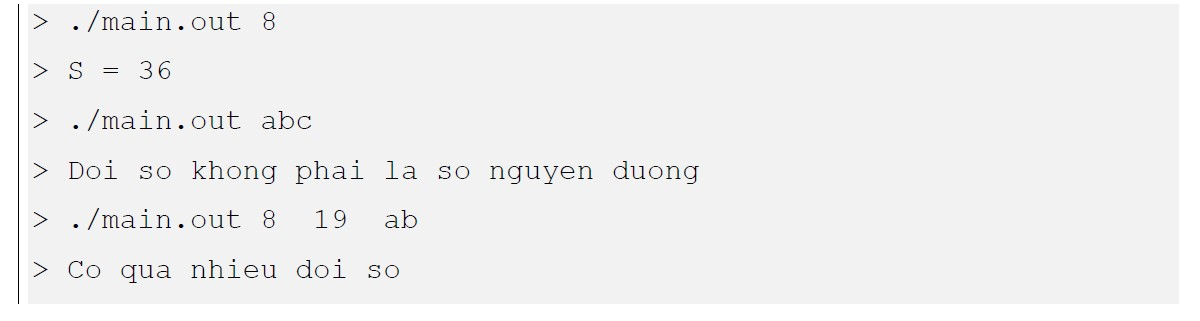 > ./main.out 8
> S = 36
> ./main.out abc
> Doi so khong phai la so nguyen duong
> ./main.out 8  19  ab
> Co qua nhieu doi so